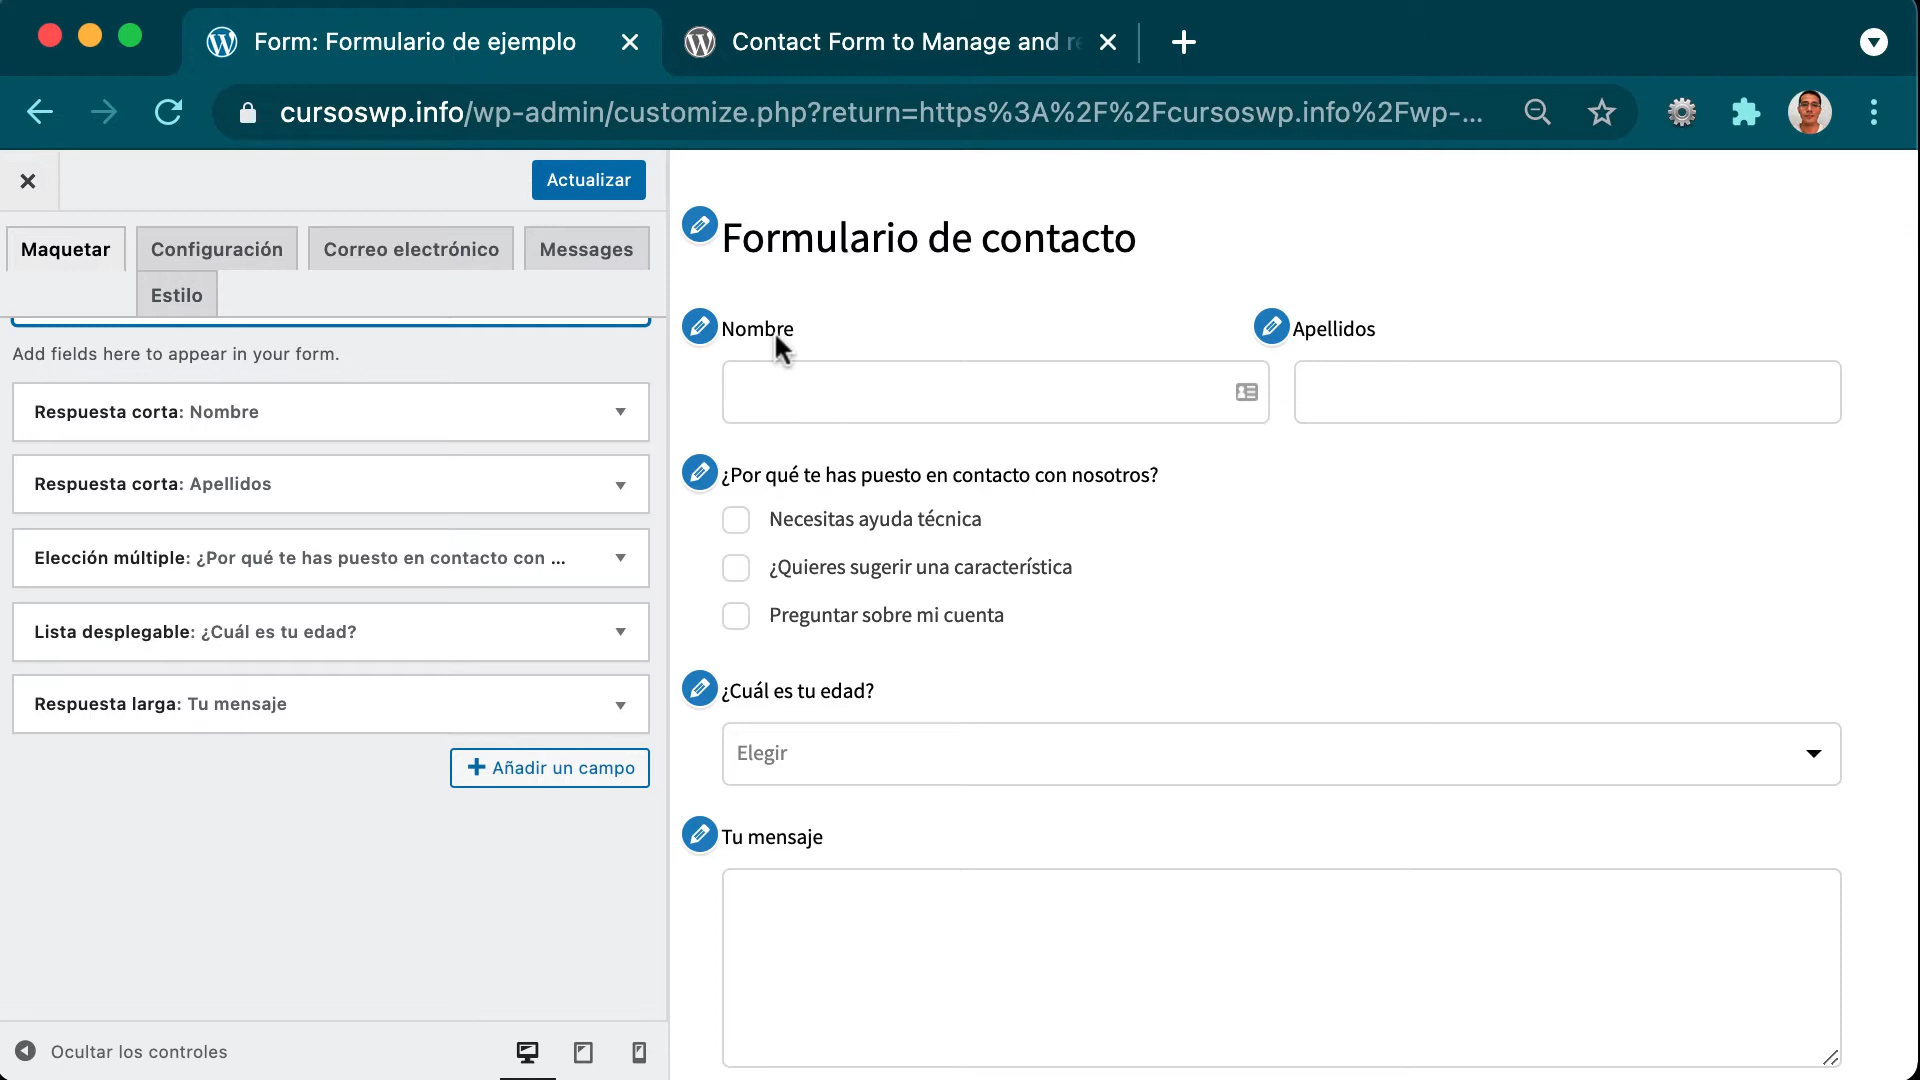 Form: Formulario de ejemplo
Contact Form to Manage and
cursoswp.info/wp-admin/customize.php?return=https%3A%2F%2Fcursoswp.info%2Fwp-...
Actualizar
Maquetar
Configuración
Correo electrónico
Messages
Estilo
Add fields here to appear in your form.
Respuesta corta: Nombre
Respuesta corta: Apellidos
Elección múltiple: ¿Por qué te has puesto en contacto con ...
Lista desplegable: ¿Cuál es tu edad?
Respuesta larga: Tu mensaje
Añadir un campo
Ocultar los controles
Formulario de contacto
Nombre
Apellidos
¿Por qué te has puesto en contacto con nosotros?
Necesitas ayuda técnica
¿Quieres sugerir una característica
Preguntar sobre mi cuenta
¿Cuál es tu edad?
Elegir
Tu mensaje